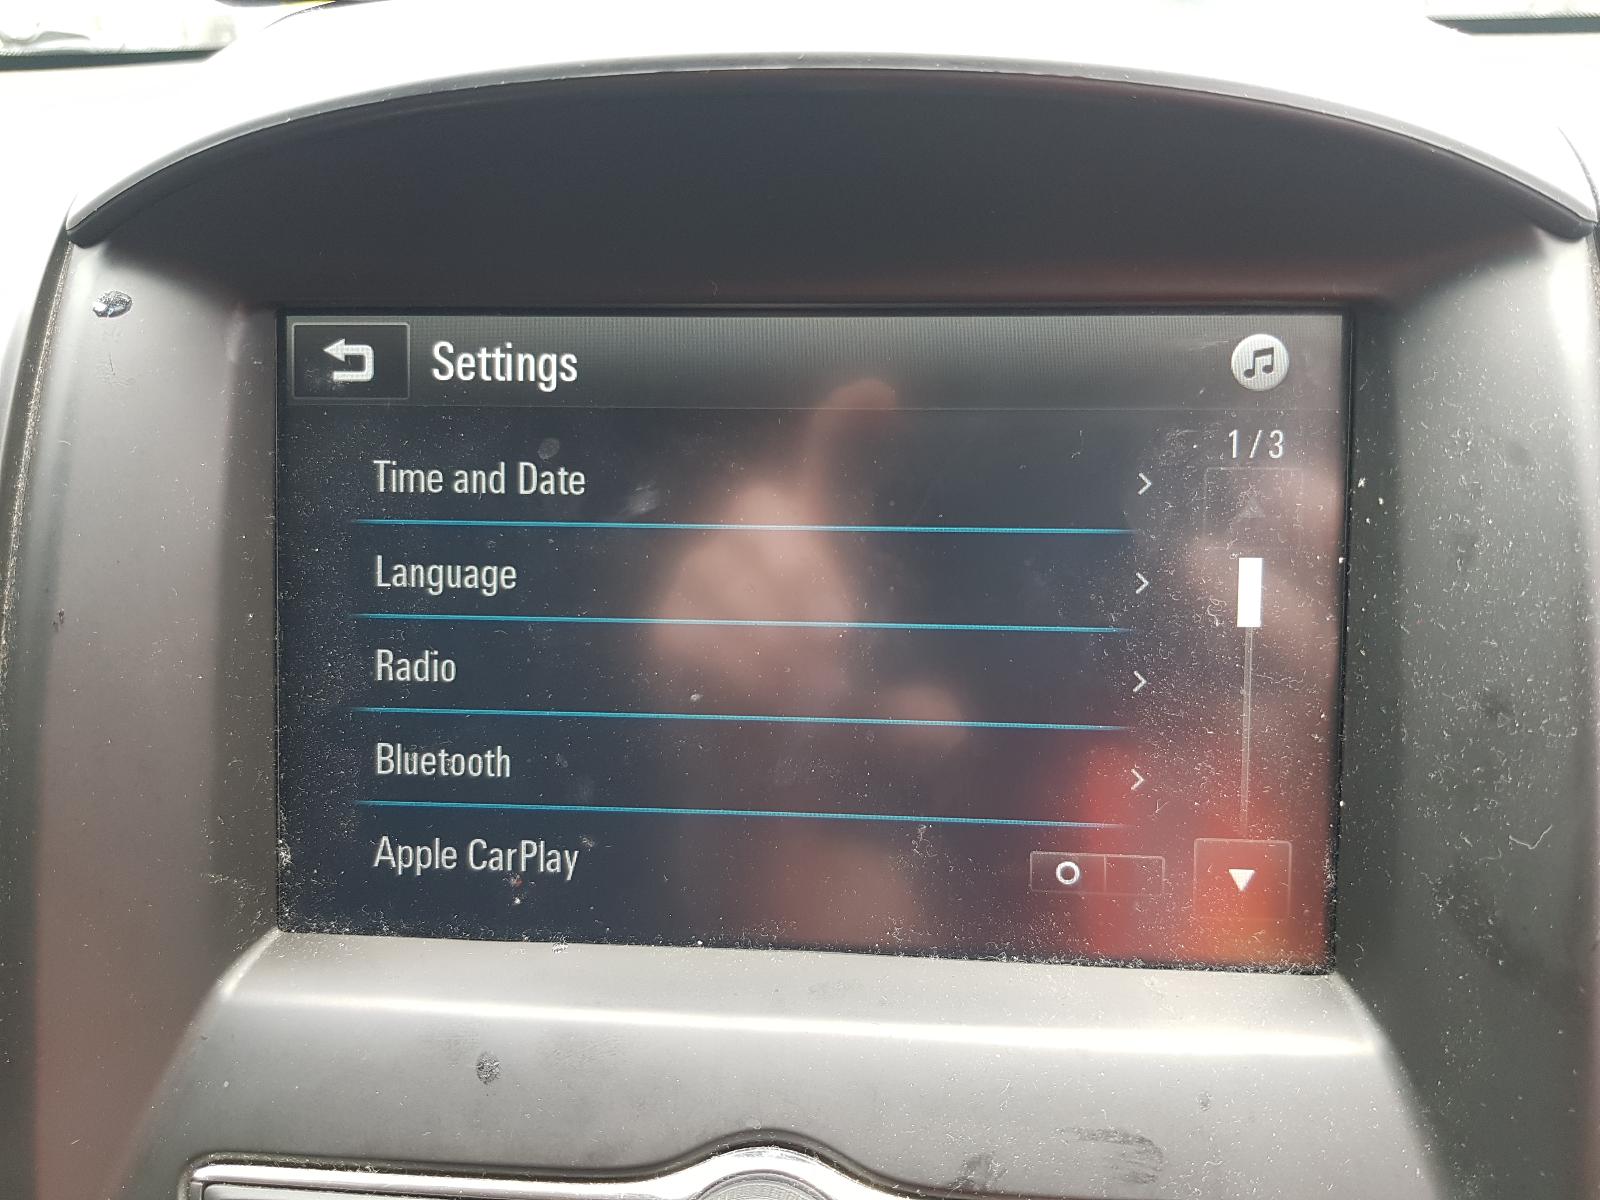 Settings
1/3
Time and Date
Language
Radio
Bluetooth
Apple CarPlay